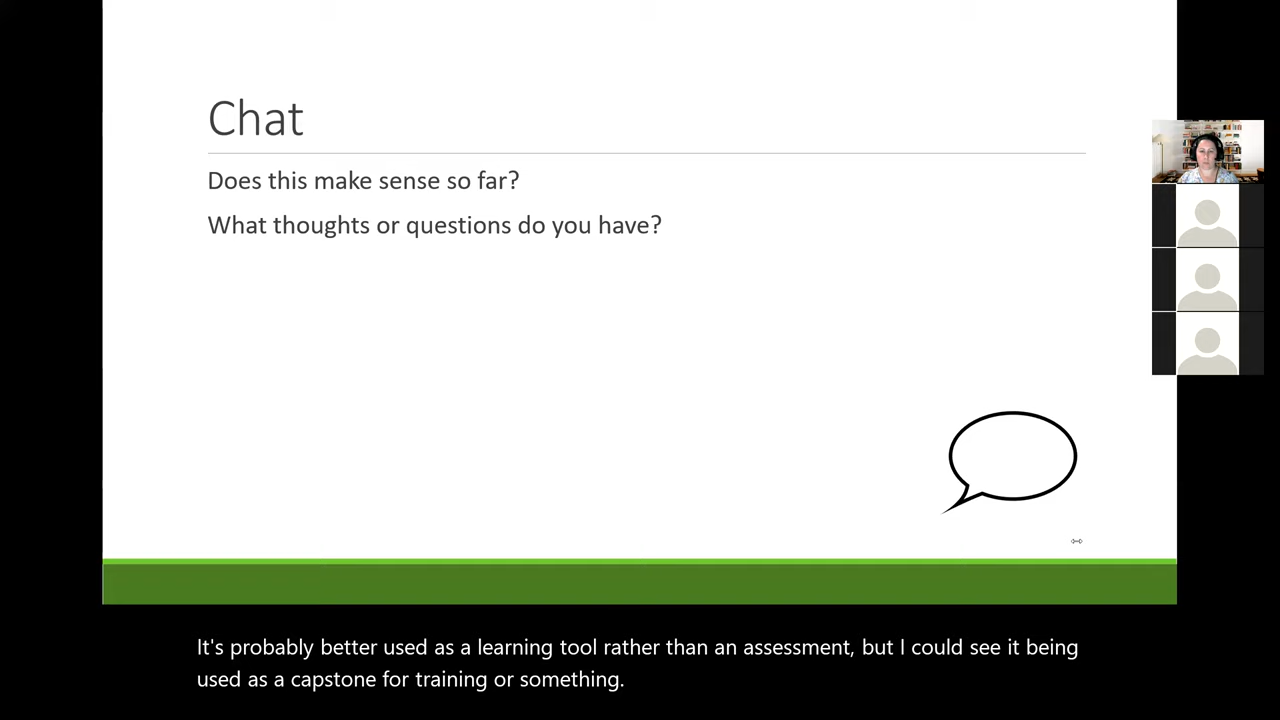 Chat
Does this make sense so far?
What thoughts or questions do you have?
It's probably better used as a learning tool rather than an assessment, but I could see it being
used as a capstone for training or something.